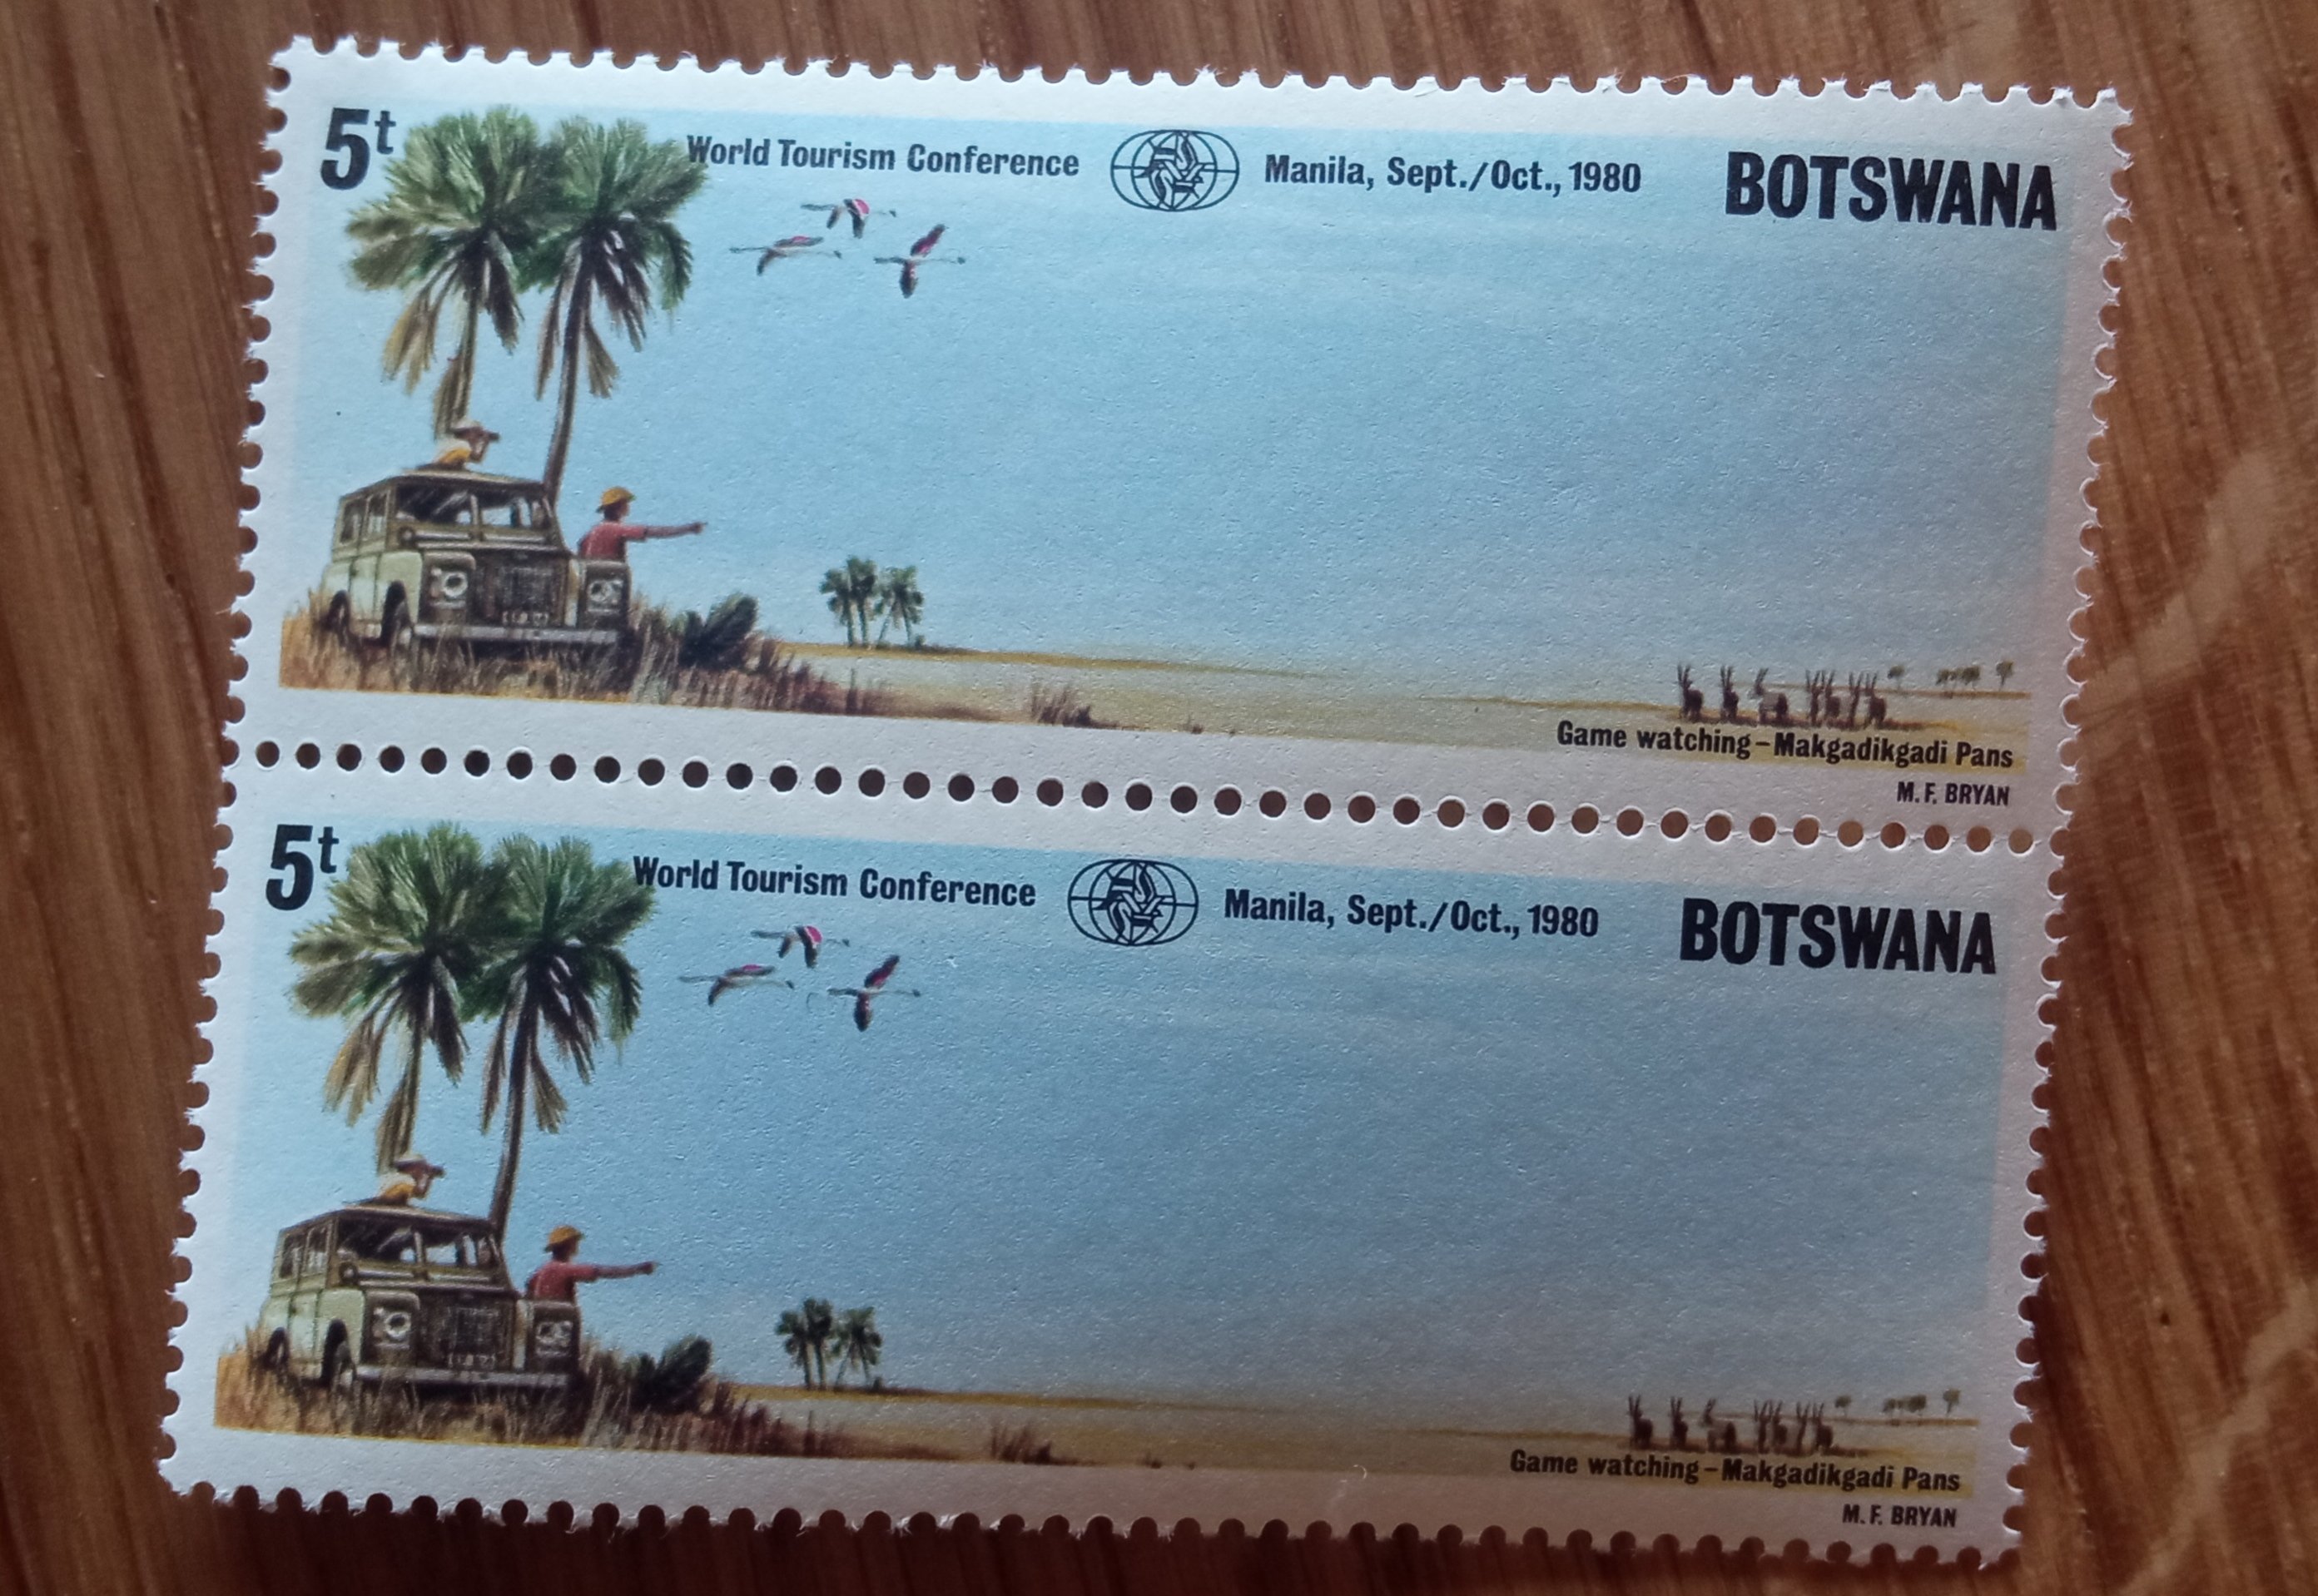 5t World Tourism Conference Manila, Sept./Oct., 1980 BOTSWANA
Game watching – Makgadikgadi Pans
M. F. BRYAN
5t World Tourism Conference Manila, Sept./Oct., 1980 BOTSWANA
Game watching – Makgadikgadi Pans
M. F. BRYAN